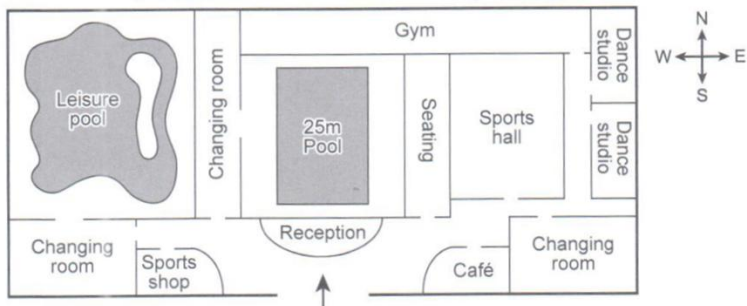 Gym
N
W E
S
Dance
studio
Changing room
Leisure
pool
25m
Pool
Seating
Sports
hall
Dance
studio
Reception
Changing
room
Sports
shop
Café
Changing
room